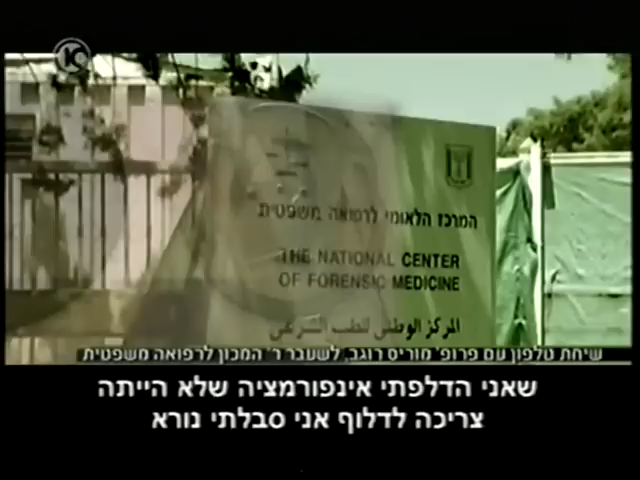 10
המרכז הלאומי לרפואה משפטית
THE NATIONAL CENTER
OF FORENSIC MEDICINE
المركز الوطني للطب الشرعي
שיחת טלפון עם פרופ' מוריס רוגב, לשעבר ר' המכון לרפואה משפטית
שאני הדלפתי אינפורמציה שלא הייתה
צריכה לדלוף אני סבלתי נורא